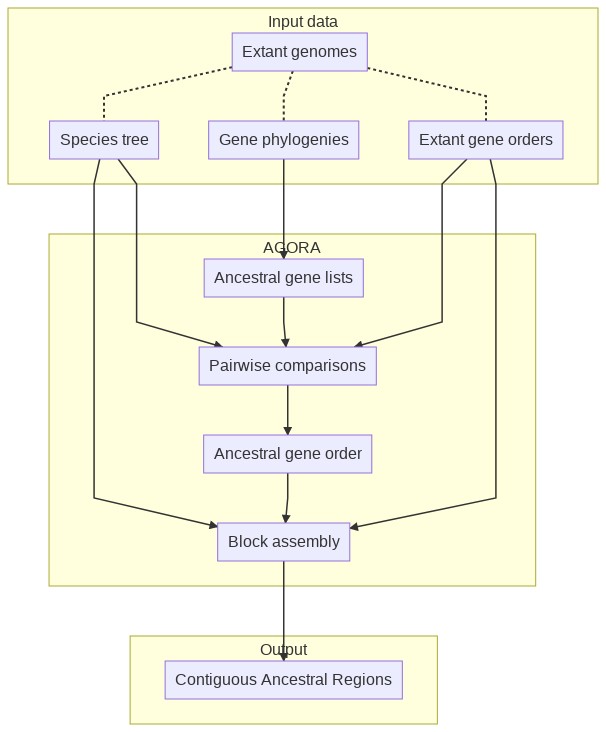 Input data
Extant genomes
Species tree
Gene phylogenies
Extant gene orders
AGORA
Ancestral gene lists
Pairwise comparisons
Ancestral gene order
Block assembly
Output
Contiguous Ancestral Regions